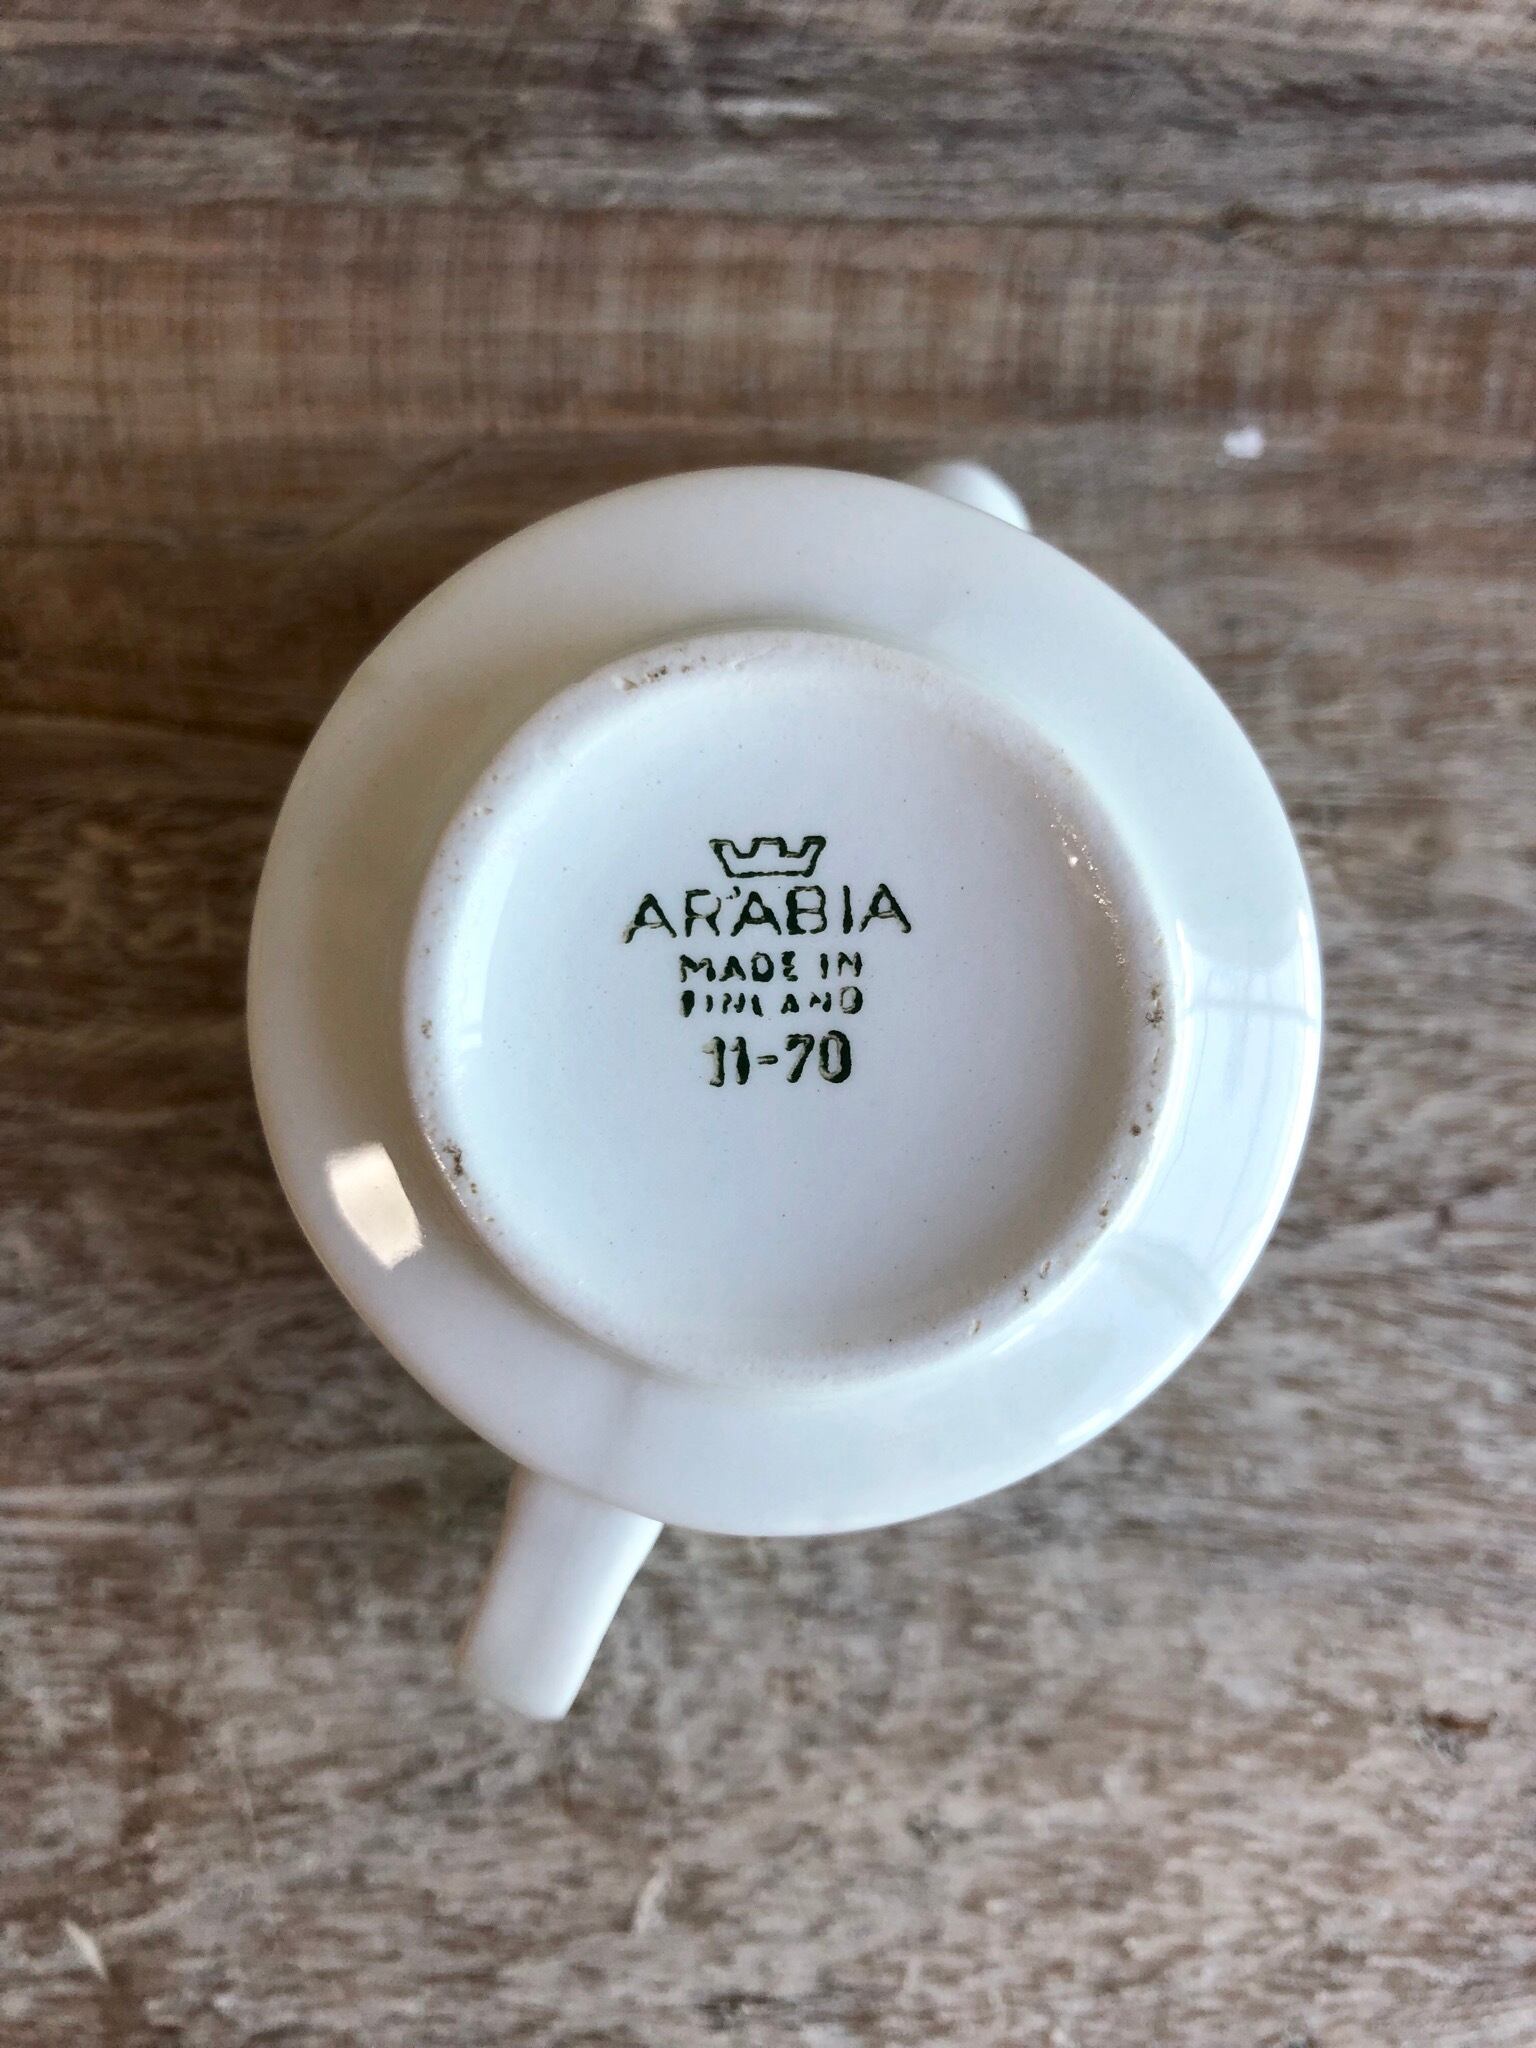 ARABIA
MADE IN
FINLAND
11-70